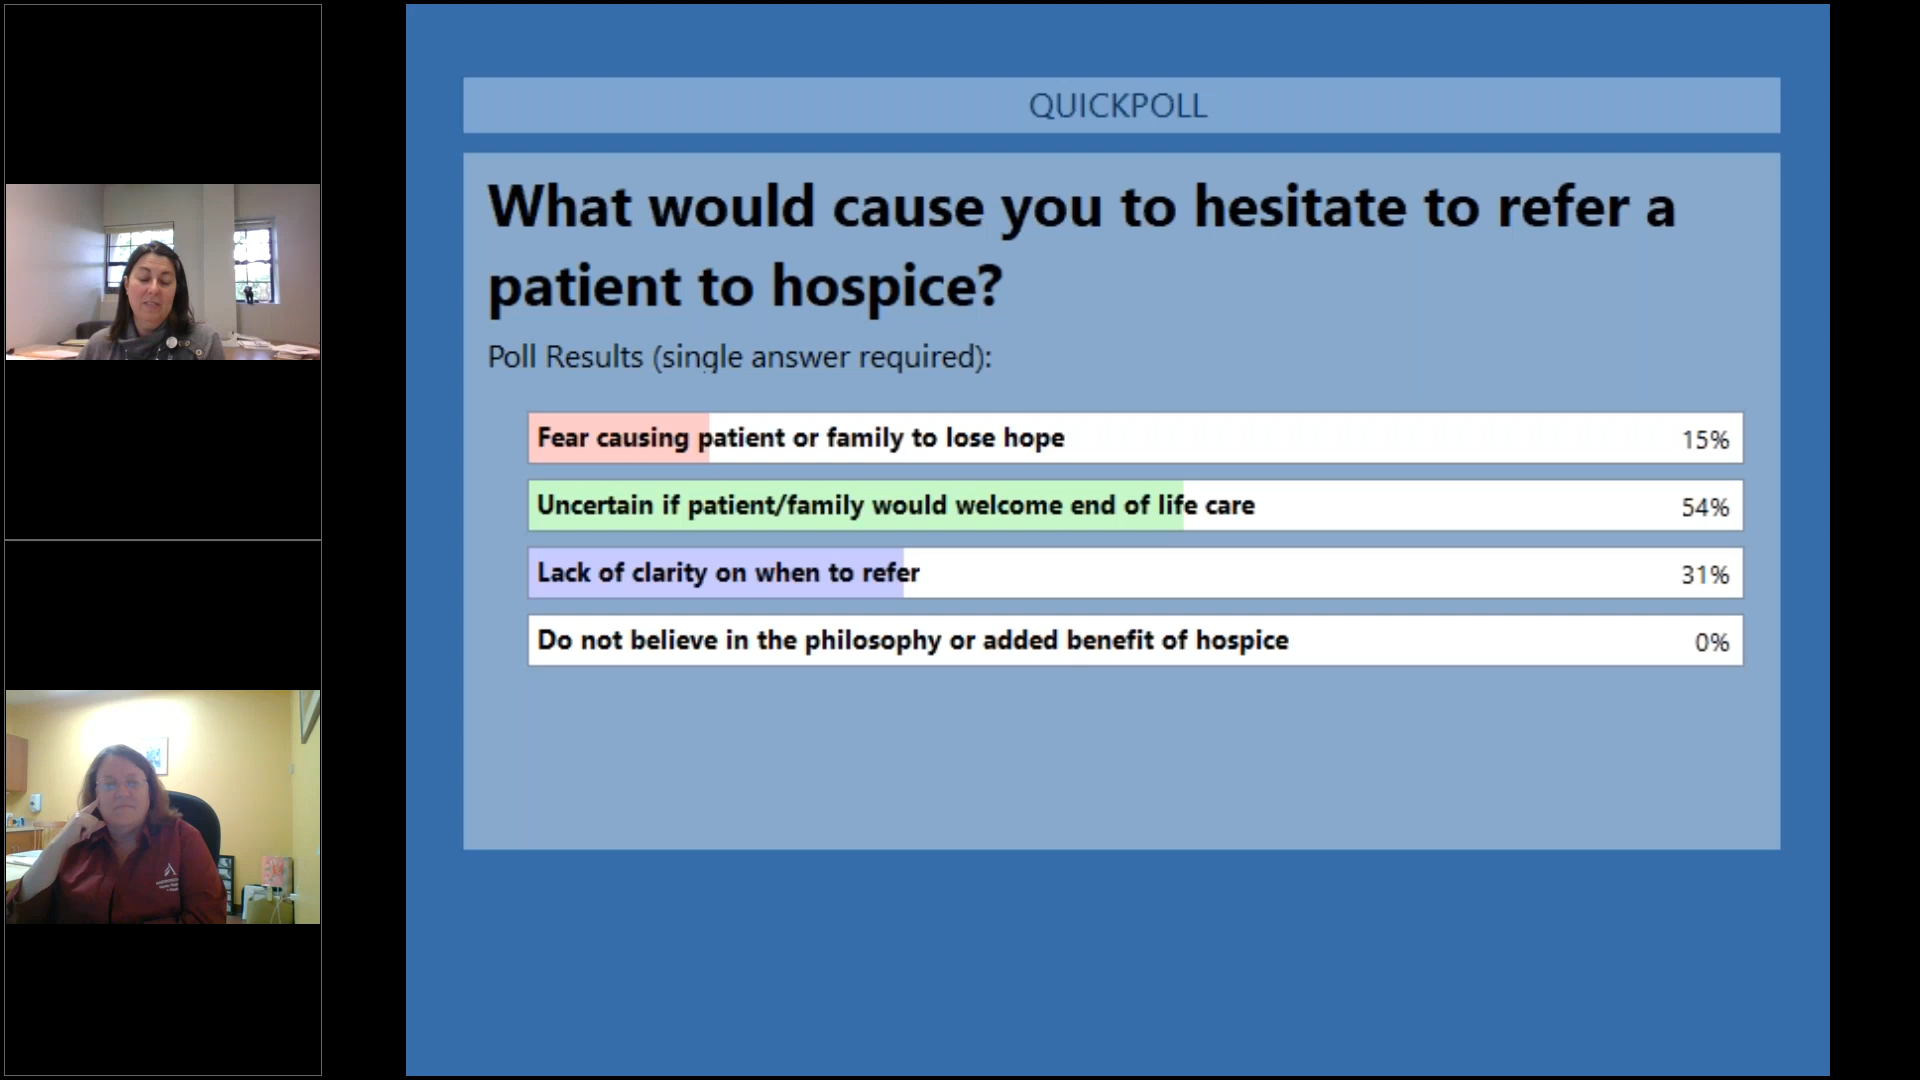 QUICKPOLL
What would cause you to hesitate to refer a
patient to hospice?
Poll Results (single answer required):
Fear causing patient or family to lose hope 15%
Uncertain if patient/family would welcome end of life care 54%
Lack of clarity on when to refer 31%
Do not believe in the philosophy or added benefit of hospice 0%